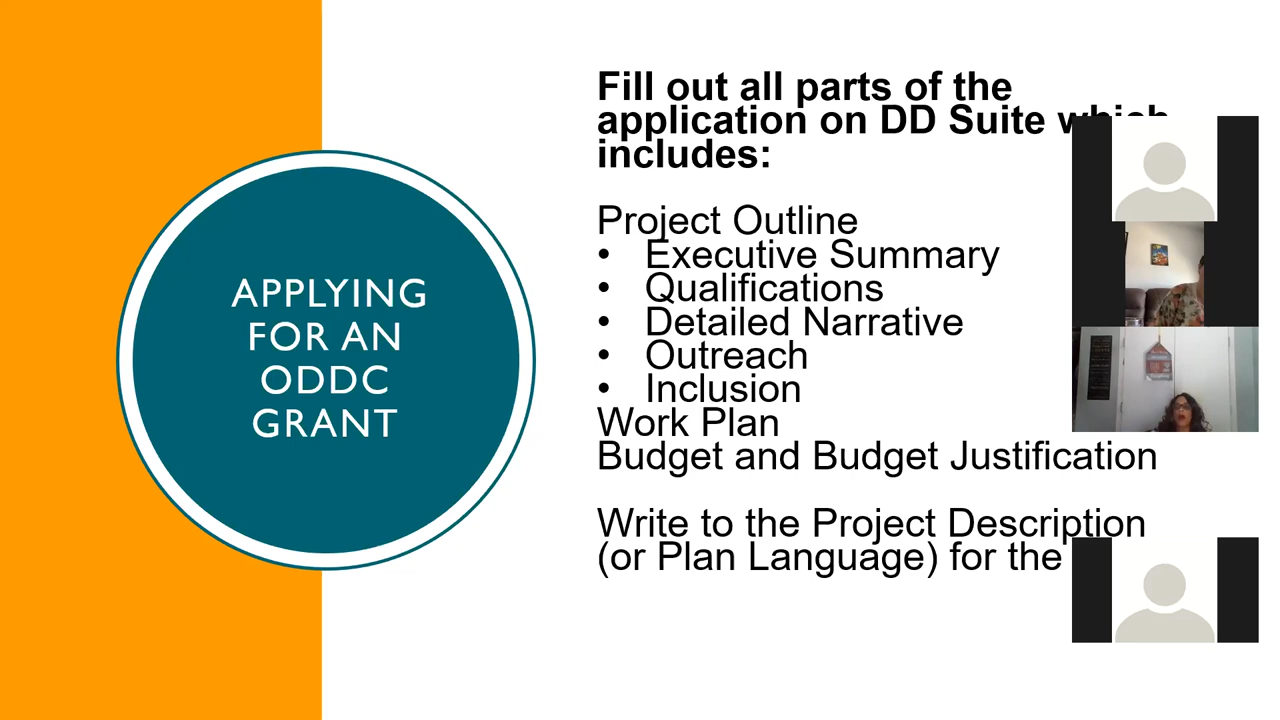 APPLYING
FOR AN
ODDC
GRANT
Fill out all parts of the
application on DD Suite which
includes:
Project Outline
• Executive Summary
• Qualifications
• Detailed Narrative
• Outreach
• Inclusion
Work Plan
Budget and Budget Justification
Write to the Project Description
(or Plan Language) for the